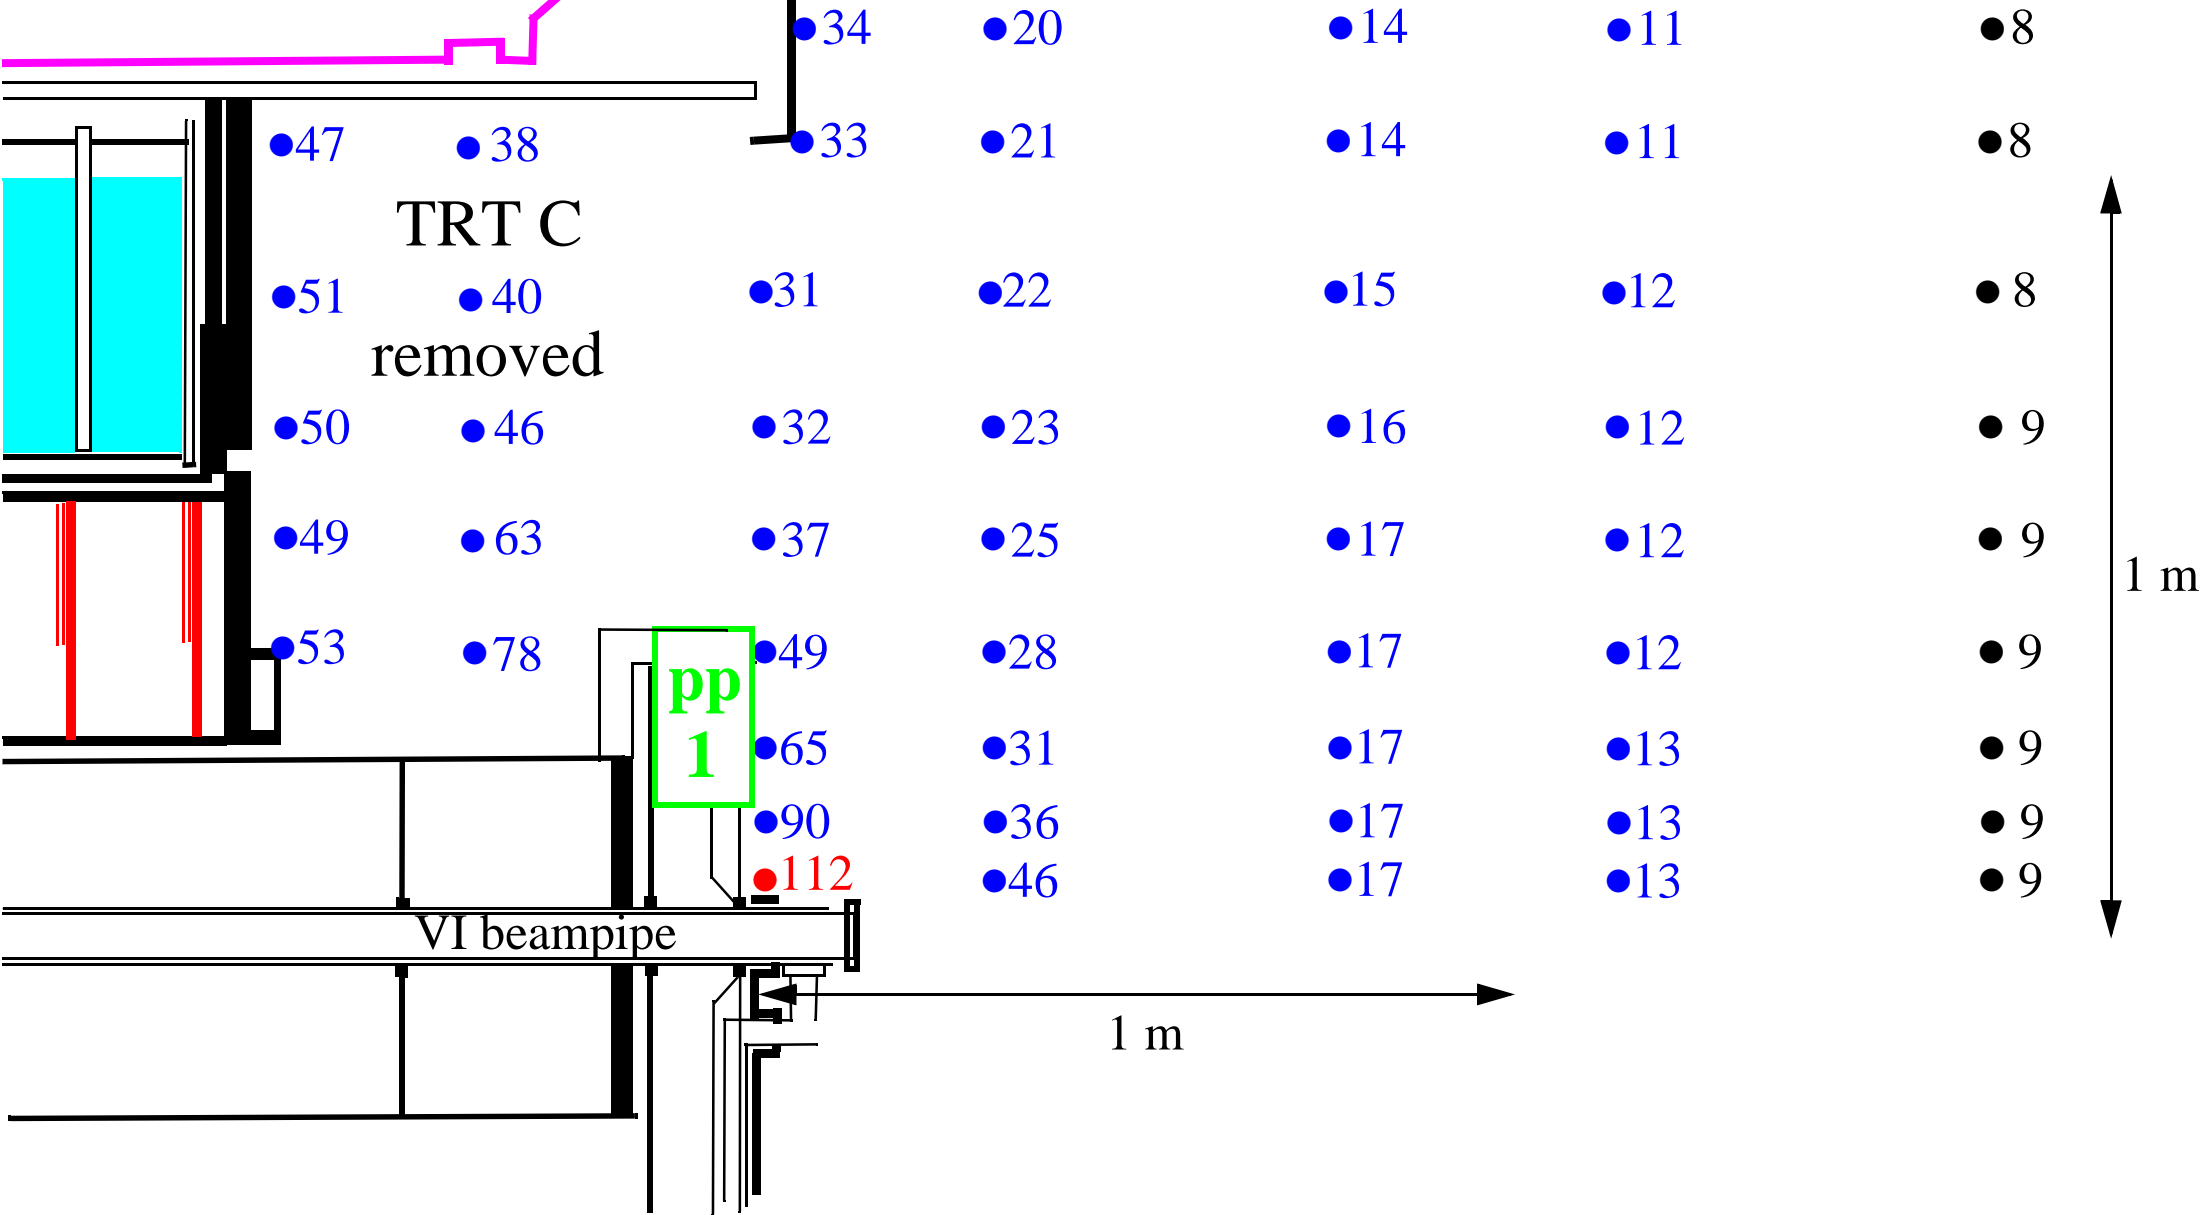 34 20 14 11 8
47 38 33 21 14 11 8
TRT C
51 40 31 22 15 12 8
removed
50 46 32 23 16 12 9
49 63 37 25 17 12 9
1 m
53 78 49 28 17 12 9
pp
1
65 31 17 13 9
90 36 17 13 9
112 46 17 13 9
VI beampipe
1 m